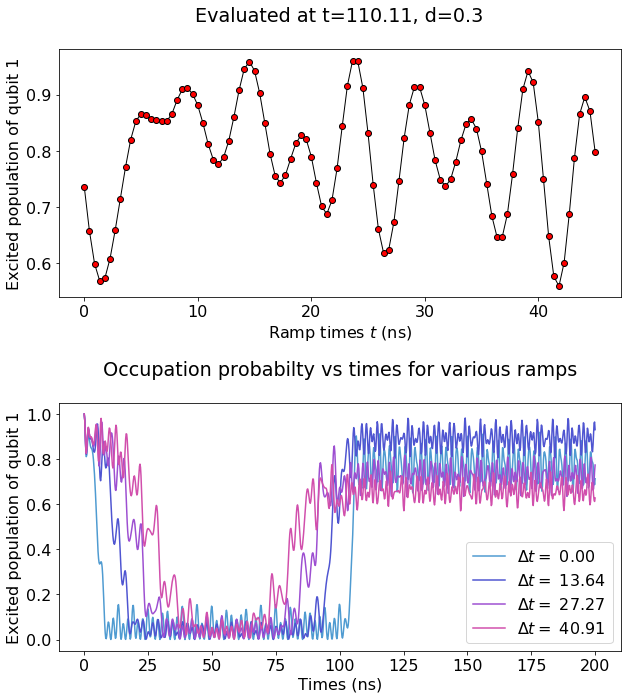 Evaluated at t=110.11, d=0.3
Excited population of qubit 1
0.9
0.8
0.7
0.6
0
10
20
30
40
Ramp times t (ns)
Occupation probabilty vs times for various ramps
Excited population of qubit 1
1.0
0.8
0.6
0.4
0.2
0.0
Δt = 0.00
Δt = 13.64
Δt = 27.27
Δt = 40.91
0
25
50
75
100
125
150
175
200
Times (ns)